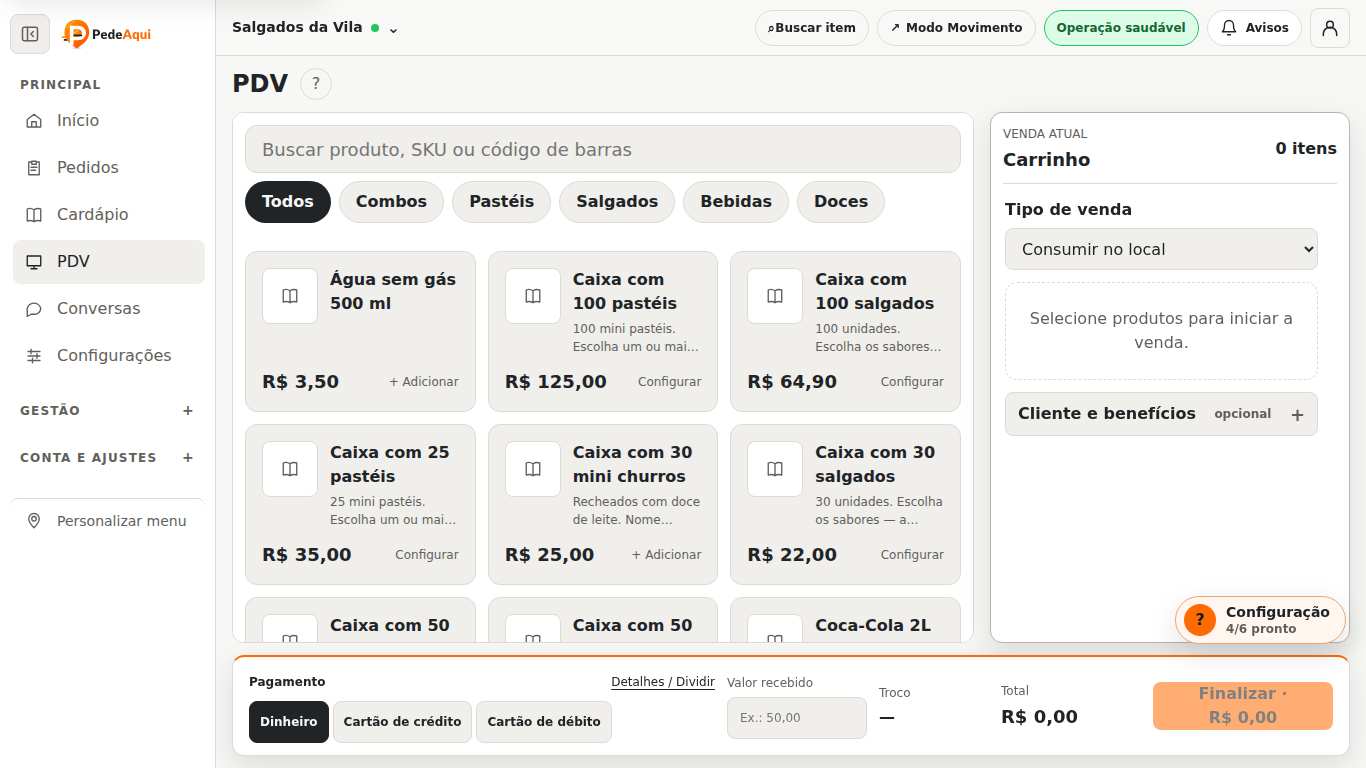 PedeAqui
Salgados da Vila
Buscar item
↗ Modo Movimento
Operação saudável
Avisos
PRINCIPAL
Início
Pedidos
Cardápio
PDV
Conversas
Configurações
GESTÃO +
CONTA E AJUSTES +
Personalizar menu
PDV ?
Buscar produto, SKU ou código de barras
Todos Combos Pastéis Salgados Bebidas Doces
Água sem gás
500 ml
R$ 3,50 + Adicionar
Caixa com
100 pastéis
100 mini pastéis.
Escolha um ou mai…
R$ 125,00 Configurar
Caixa com
100 salgados
100 unidades.
Escolha os sabores…
R$ 64,90 Configurar
Caixa com 25
pastéis
25 mini pastéis.
Escolha um ou mai…
R$ 35,00 Configurar
Caixa com 30
mini churros
Recheados com doce
de leite. Nome…
R$ 25,00 + Adicionar
Caixa com 30
salgados
30 unidades. Escolha
os sabores — a…
R$ 22,00 Configurar
Caixa com 50
Caixa com 50
Coca-Cola 2L
VENDA ATUAL
Carrinho
0 itens
Tipo de venda
Consumir no local
Selecione produtos para iniciar a
venda.
Cliente e benefícios opcional +
? Configuração
4/6 pronto
Pagamento
Detalhes / Dividir
Dinheiro Cartão de crédito Cartão de débito
Valor recebido
Ex.: 50,00
Troco
—
Total
R$ 0,00
Finalizar ·
R$ 0,00